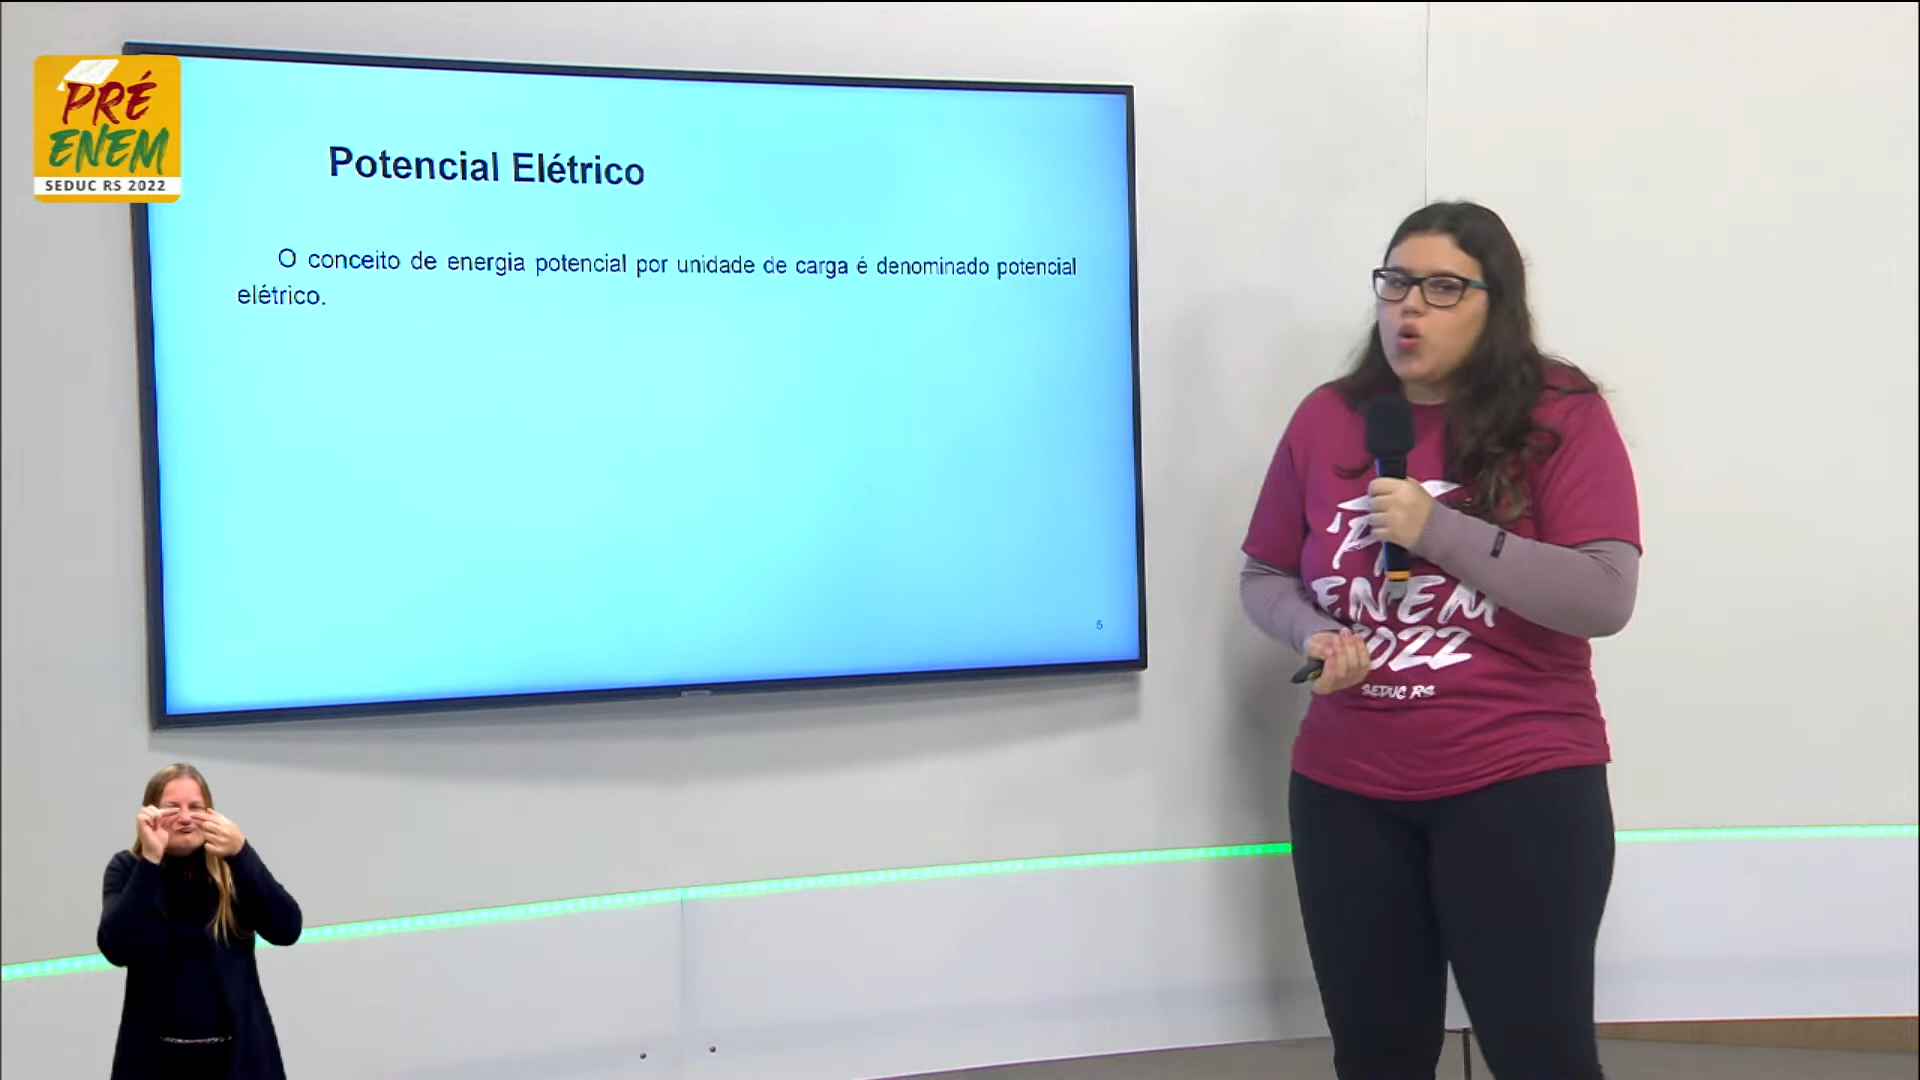 PRÉ
ENEM
SEDUC RS 2022
Potencial Elétrico
O conceito de energia potencial por unidade de carga é denominado potencial
elétrico.
5
ENEM
2022
SEDUC RS